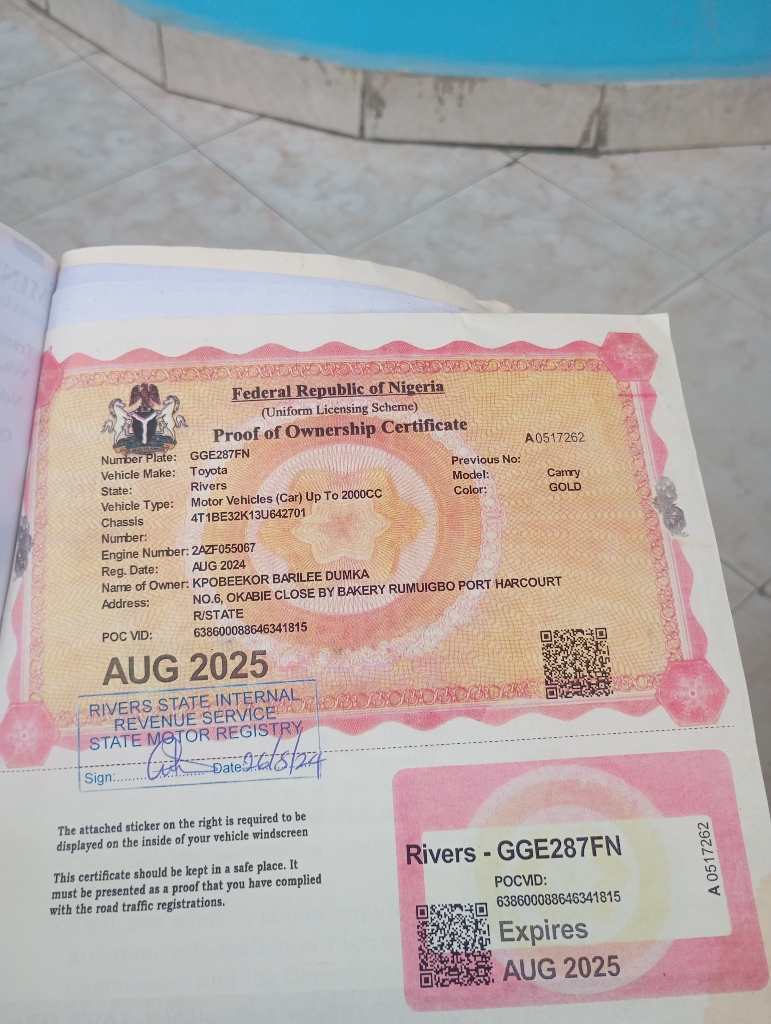 Federal Republic of Nigeria
(Uniform Licensing Scheme)
Proof of Ownership Certificate
A 0517262
Number Plate: GGE287FN
Previous No:
Vehicle Make: Toyota
Model: Camry
State: Rivers
Color: GOLD
Vehicle Type: Motor Vehicles (Car) Up To 2000CC
Chassis 4T1BE32K13U642701
Number:
Engine Number: 2AZF055067
Reg. Date: AUG 2024
Name of Owner: KPOBEEKOR BARILEE DUMKA
Address: NO.6, OKABIE CLOSE BY BAKERY RUMUIGBO PORT HARCOURT
R/STATE
POC VID: 638600088646341815
AUG 2025
RIVERS STATE INTERNAL
REVENUE SERVICE
STATE MOTOR REGISTRY
Sign:........ Date: 26/8/24
The attached sticker on the right is required to be
displayed on the inside of your vehicle windscreen
This certificate should be kept in a safe place. It
must be presented as a proof that you have complied
with the road traffic registrations.
Rivers - GGE287FN
POCVID:
638600088646341815
Expires
AUG 2025
A 0517262